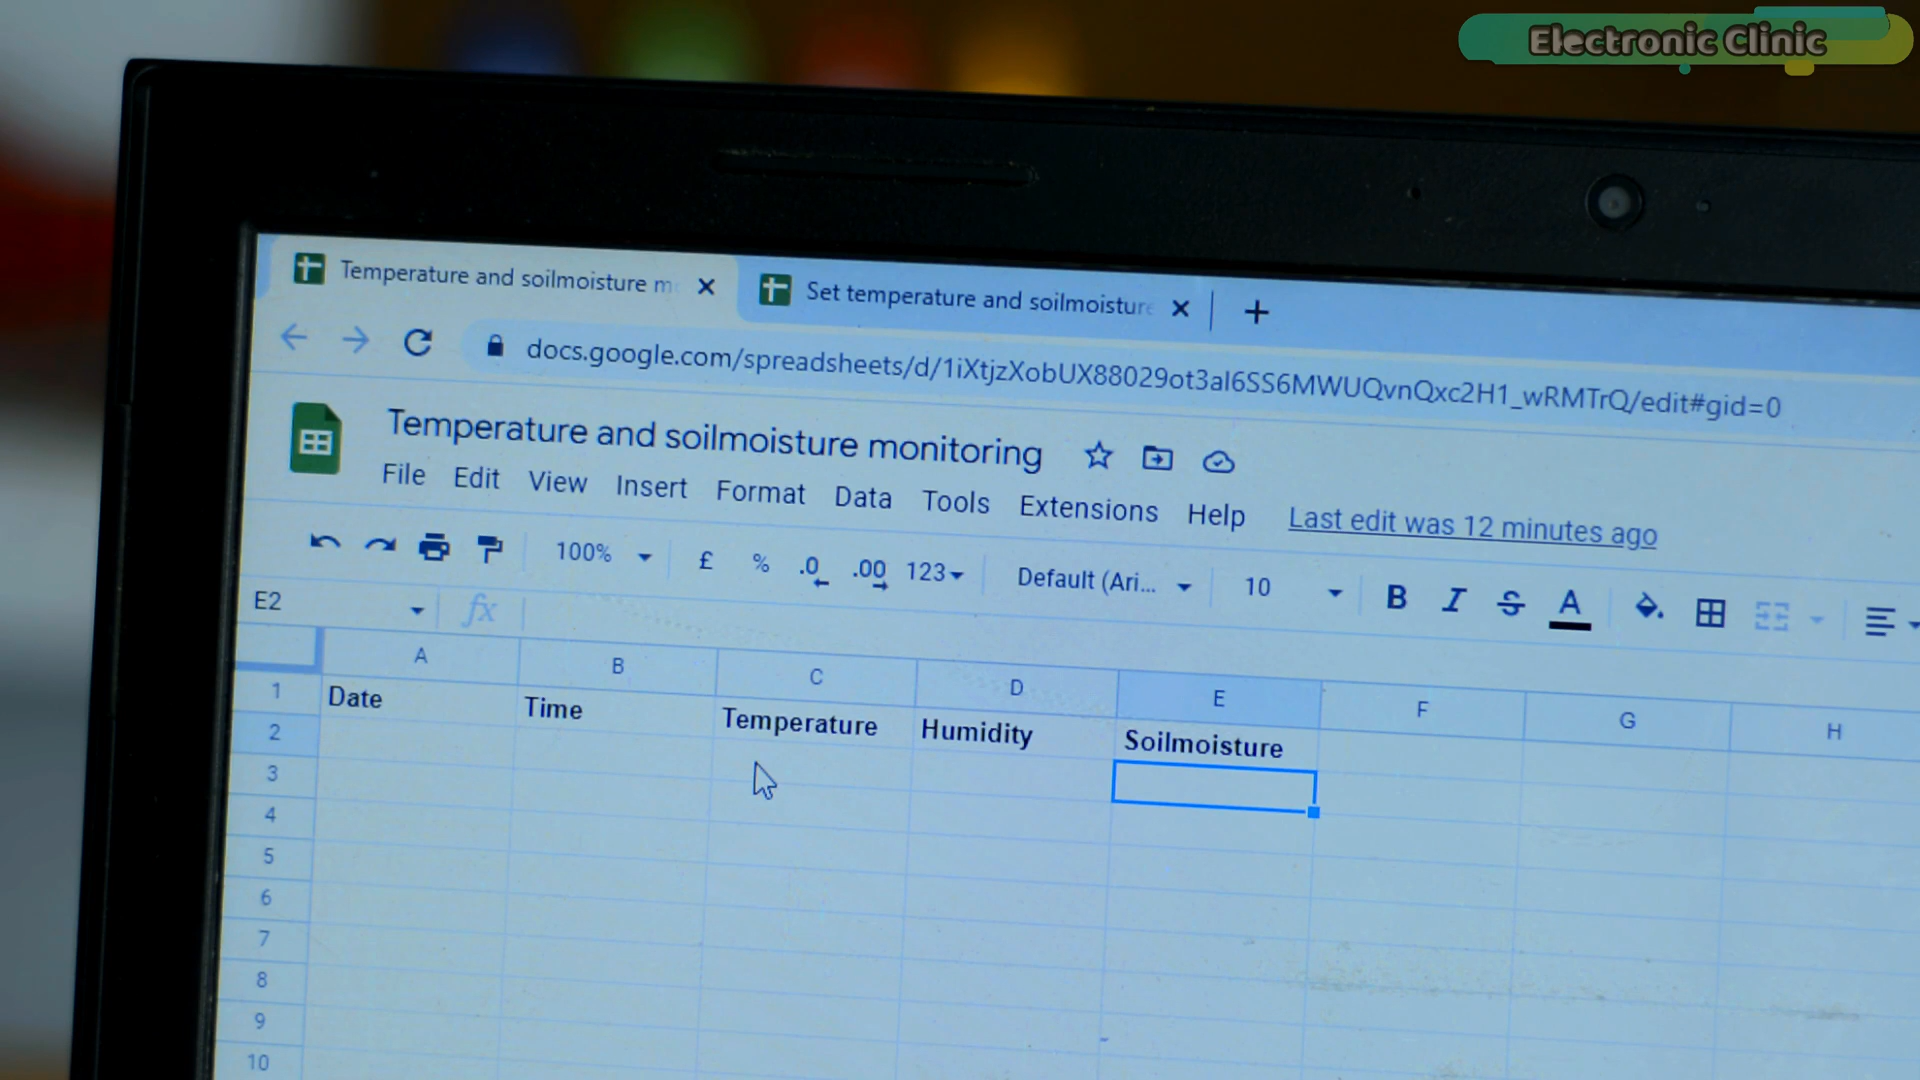 Electronic Clinic
Temperature and soilmoisture m
Set temperature and soilmoisture
docs.google.com/spreadsheets/d/1iXtjzXobUX88029ot3al6SS6MWUQvnQxc2H1_wRMTrQ/edit#gid=0
Temperature and soilmoisture monitoring
File Edit View Insert Format Data Tools Extensions Help Last edit was 12 minutes ago
100% £ % .0 .00 123 Default (Ari... 10 B I S A
E2 fx
A B C D E F G H
1 Date Time Temperature Humidity Soilmoisture
2
3
4
5
6
7
8
9
10